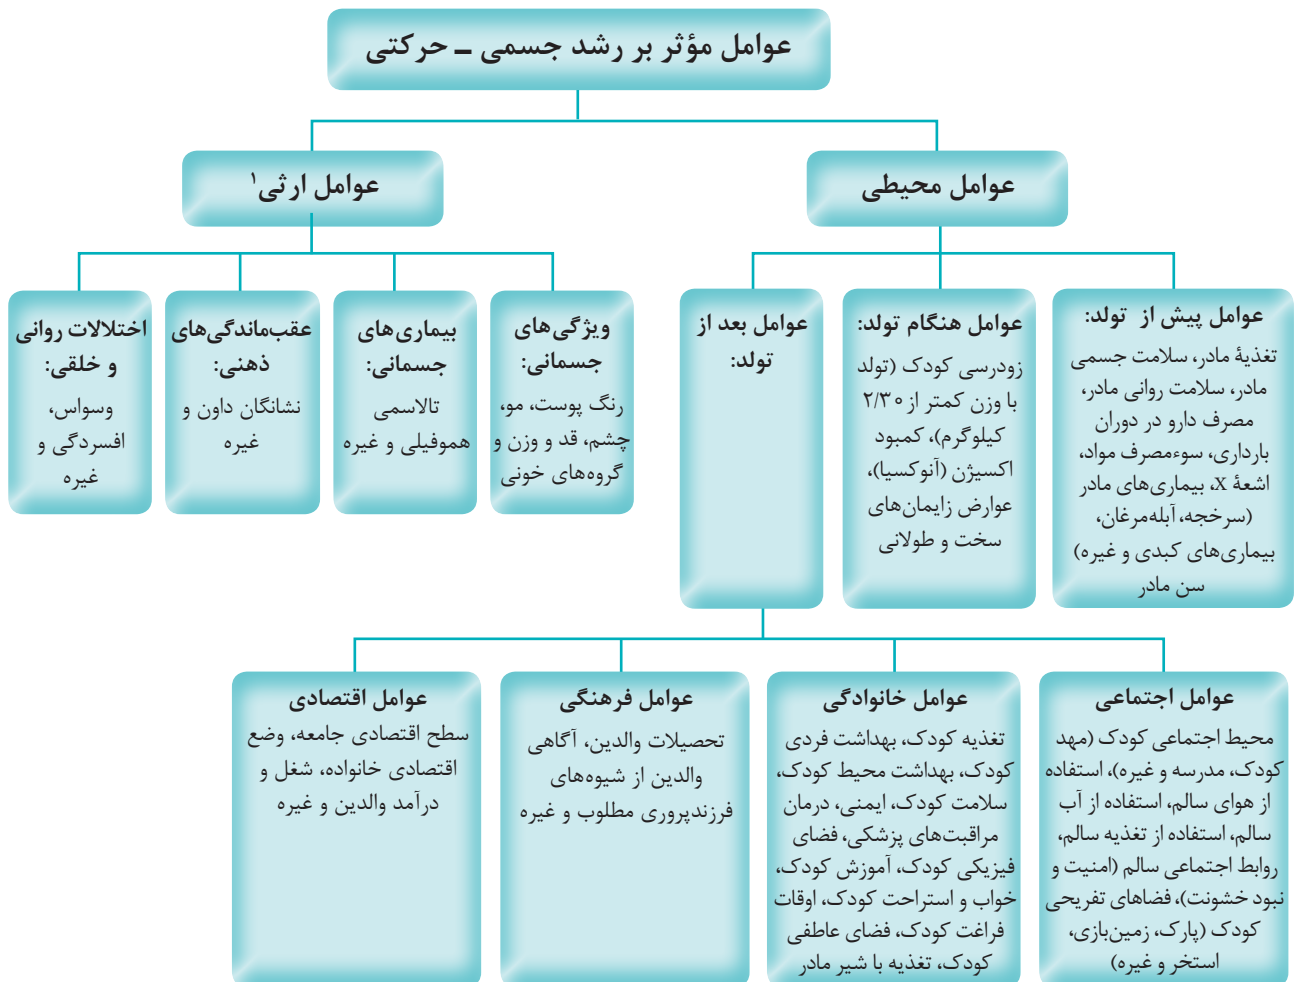 عوامل مؤثر بر رشد جسمی ــ حرکتی
عوامل محیطی
عوامل ارثی۱
عوامل پیش از تولد:
تغذیهٔ مادر، سلامت جسمی
مادر، سلامت روانی مادر،
مصرف دارو در دوران
بارداری، سوءمصرف مواد،
اشعهٔ X، بیماری‌های مادر
(سرخجه، آبله‌مرغان،
بیماری‌های کبدی و غیره)
سن مادر
عوامل هنگام تولد:
زودرسی کودک (تولد
با وزن کمتر از ۲/۳۰
کیلوگرم)، کمبود
اکسیژن (آنوکسیا)،
عوارض زایمان‌های
سخت و طولانی
عوامل بعد از
تولد:
ویژگی‌های
جسمانی:
رنگ پوست، مو،
چشم، قد و وزن و
گروه‌های خونی
بیماری‌های
جسمانی:
تالاسمی
هموفیلی و غیره
عقب‌ماندگی‌های
ذهنی:
نشانگان داون و
غیره
اختلالات روانی
و خلقی:
وسواس،
افسردگی و
غیره
عوامل اجتماعی
محیط اجتماعی کودک (مهد
کودک، مدرسه و غیره)، استفاده
از هوای سالم، استفاده از آب
سالم، استفاده از تغذیه سالم،
روابط اجتماعی سالم (امنیت و
نبود خشونت)، فضاهای تفریحی
کودک (پارک، زمین‌بازی،
استخر و غیره)
عوامل خانوادگی
تغذیه کودک، بهداشت فردی
کودک، بهداشت محیط کودک،
سلامت کودک، ایمنی، درمان
مراقبت‌های پزشکی، فضای
فیزیکی کودک، آموزش کودک،
خواب و استراحت کودک، اوقات
فراغت کودک، فضای عاطفی
کودک، تغذیه با شیر مادر
عوامل فرهنگی
تحصیلات والدین، آگاهی
والدین از شیوه‌های
فرزندپروری مطلوب و غیره
عوامل اقتصادی
سطح اقتصادی جامعه، وضع
اقتصادی خانواده، شغل و
درآمد والدین و غیره